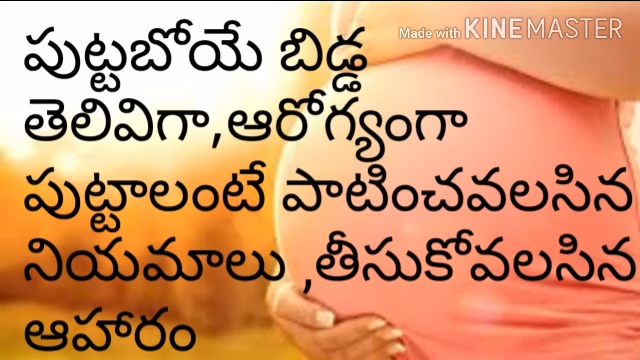 Made with KINEMASTER
పుట్టబోయే బిడ్డ
తెలివిగా,ఆరోగ్యంగా
పుట్టాలంటే పాటించవలసిన
నియమాలు ,తీసుకోవలసిన
ఆహారం